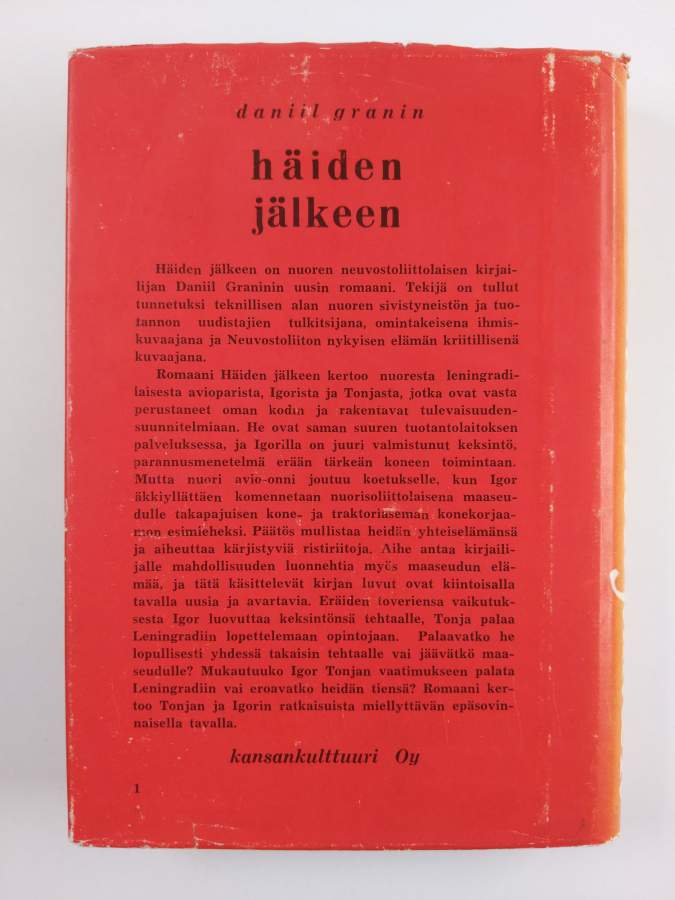 daniil granin
häiden
jälkeen
Häiden jälkeen on nuoren neuvostoliittolaisen kirjai-
lijan Daniil Graninin uusin romaani. Tekijä on tullut
tunnetuksi teknillisen alan nuoren sivistyneistön ja tuo-
tannon uudistajien tulkitsijana, omintakeisena ihmis-
kuvaajana ja Neuvostoliiton nykyisen elämän kriitillisenä
kuvaajana.
Romaani Häiden jälkeen kertoo nuoresta leningradi-
laisesta avioparista, Igorista ja Tonjasta, jotka ovat vasta
perustaneet oman kodin ja rakentavat tulevaisuuden-
suunnitelmiaan. He ovat saman suuren tuotantolaitoksen
palveluksessa, ja Igorilla on juuri valmistunut keksintö,
parannusmenetelmä erään tärkeän koneen toimintaan.
Mutta nuori avio-onni joutuu koetukselle, kun Igor
äkkiyllättäen komennetaan nuorisoliittolaisena maaseu-
dulle takapajuisen kone- ja traktoriaseman konekorjaa-
mon esimieheksi. Päätös mullistaa heidän yhteiselämänsä
ja aiheuttaa kärjistyviä ristiriitoja. Aihe antaa kirjaili-
jalle mahdollisuuden luonnehtia myös maaseudun elä-
mää, ja tätä käsittelevät kirjan luvut ovat kiintoisalla
tavalla uusia ja avartavia. Eräiden toveriensa vaikutuk-
sesta Igor luovuttaa keksintönsä tehtaalle, Tonja palaa
Leningradiin lopettelemaan opintojaan. Palaavatko he
lopullisesti yhdessä takaisin tehtaalle vai jäävätkö maa-
seudulle? Mukautuuko Igor Tonjan vaatimukseen palata
Leningradiin vai eroavatko heidän tiensä? Romaani ker-
too Tonjan ja Igorin ratkaisuista miellyttävän epäsovin-
naisella tavalla.
kansankulttuuri Oy
1